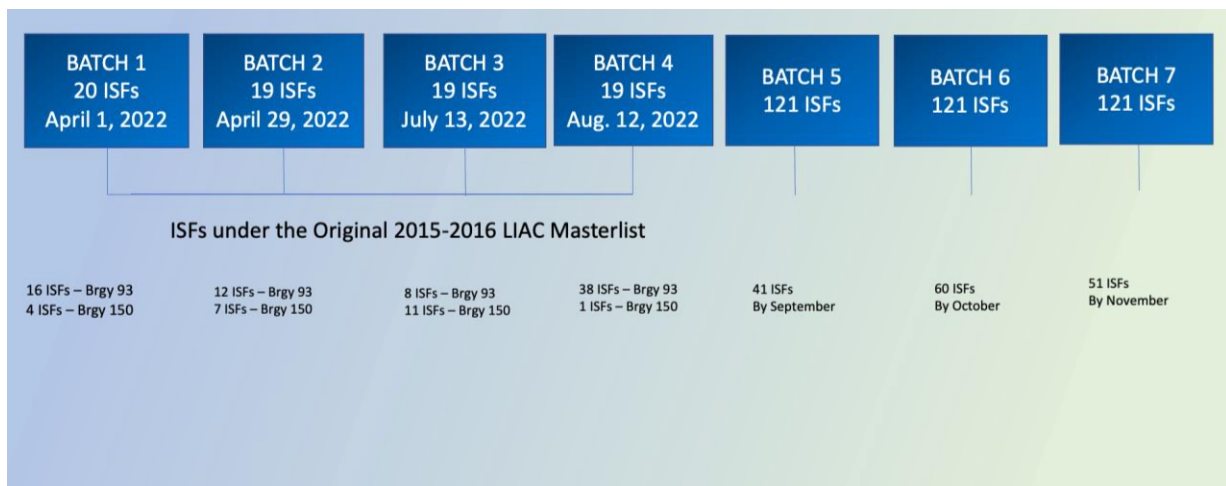 BATCH 1
20 ISFs
April 1, 2022
BATCH 2
19 ISFs
April 29, 2022
BATCH 3
19 ISFs
July 13, 2022
BATCH 4
19 ISFs
Aug. 12, 2022
BATCH 5
121 ISFs
BATCH 6
121 ISFs
BATCH 7
121 ISFs
ISFs under the Original 2015-2016 LIAC Masterlist
16 ISFs – Brgy 93
4 ISFs – Brgy 150
12 ISFs – Brgy 93
7 ISFs – Brgy 150
8 ISFs – Brgy 93
11 ISFs – Brgy 150
38 ISFs – Brgy 93
1 ISFs – Brgy 150
41 ISFs
By September
60 ISFs
By October
51 ISFs
By November